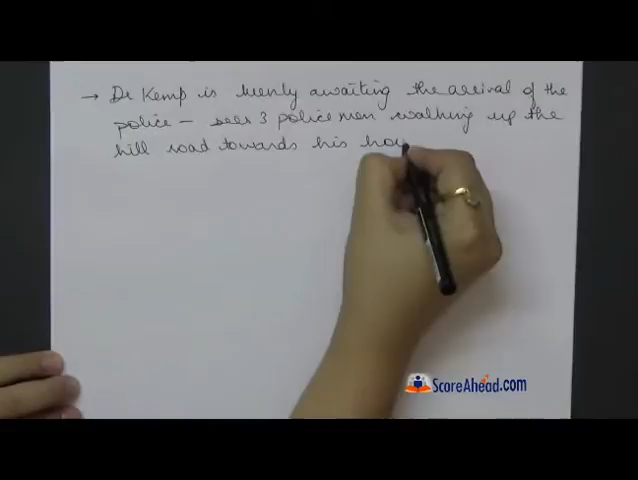 → Dr Kemp is keenly awaiting the arrival of the
police – sees 3 police men walking up the
hill road towards his hou
ScoreAhead.com